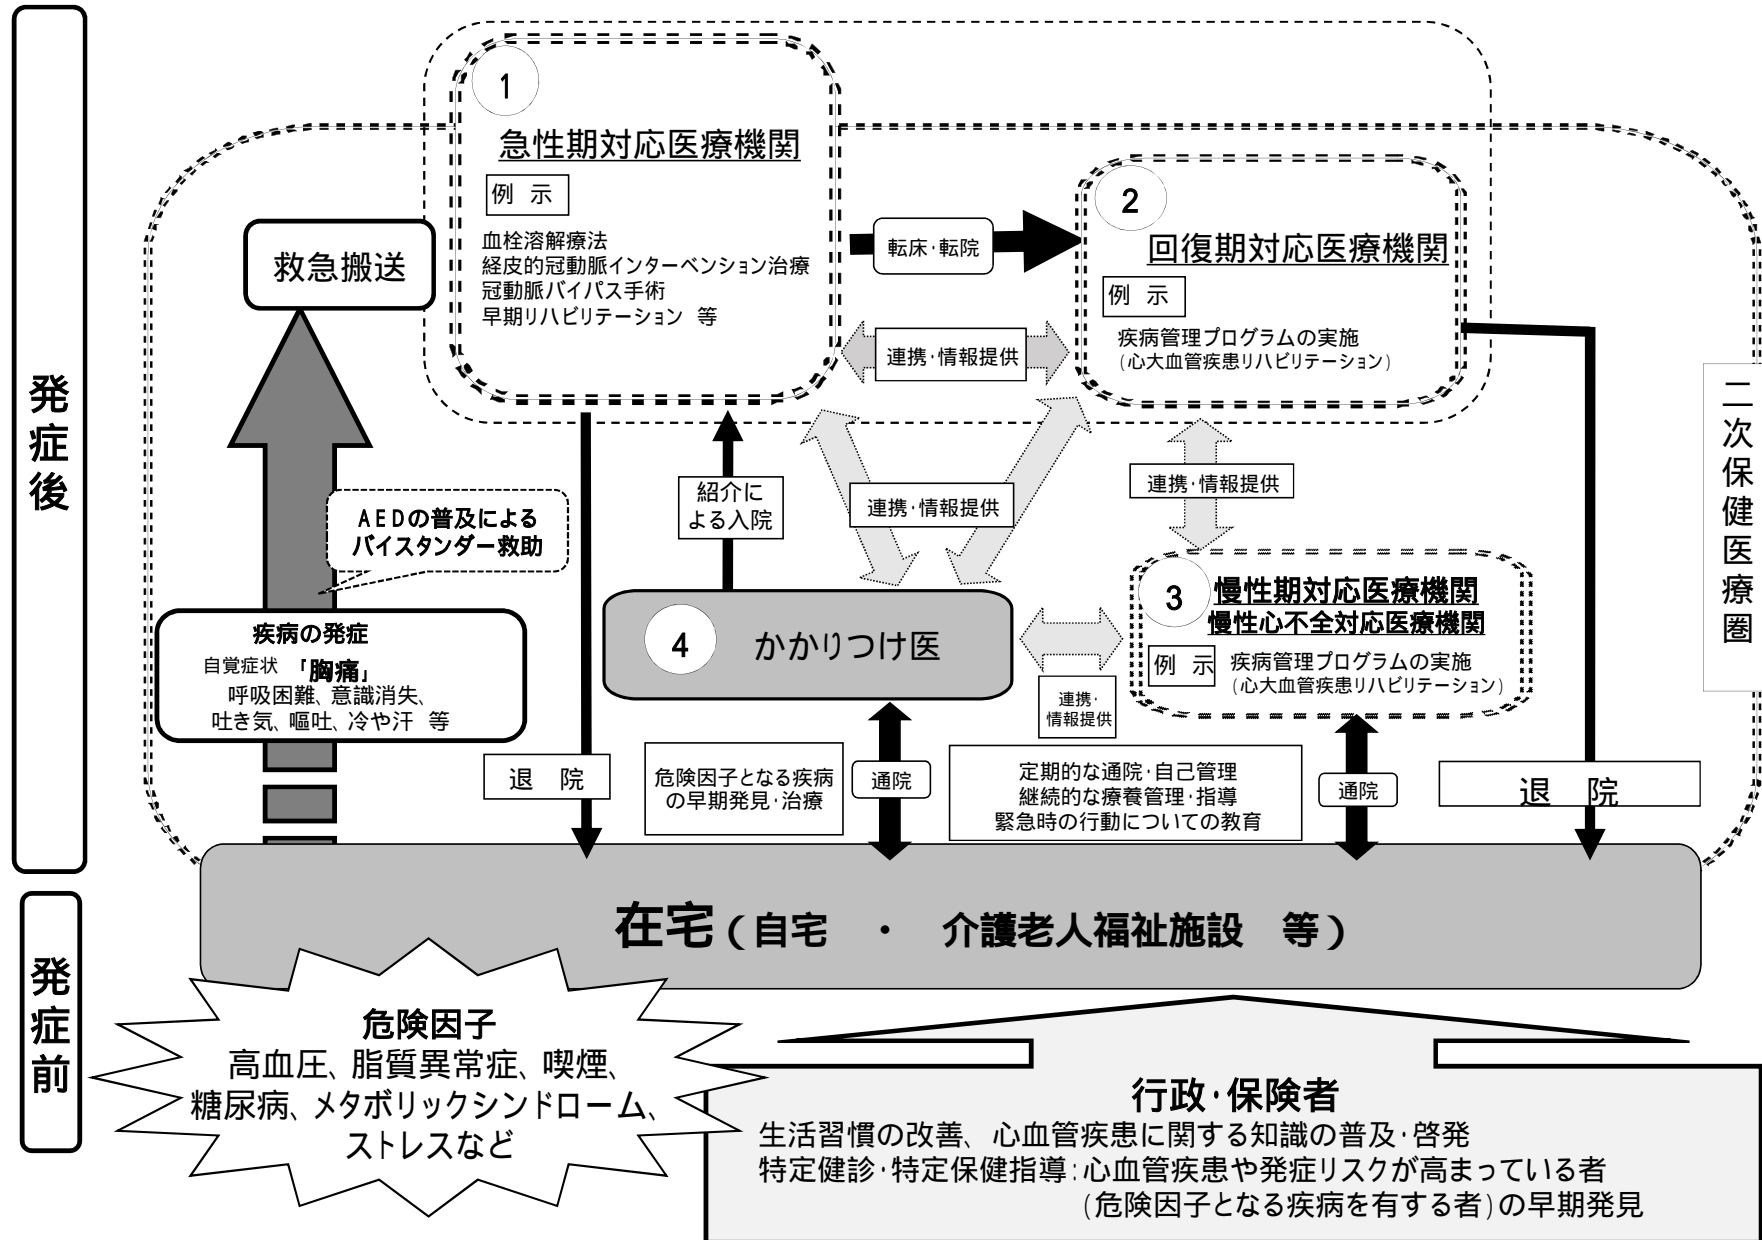 発症後
1
急性期対応医療機関
例 示
血栓溶解療法
経皮的冠動脈インターベンション治療
冠動脈バイパス手術
早期リハビリテーション 等
救急搬送
転床・転院
2
回復期対応医療機関
例 示
疾病管理プログラムの実施
(心大血管疾患リハビリテーション)
連携・情報提供
二次保健医療圏
紹介に
よる入院
連携・情報提供
連携・情報提供
AEDの普及による
バイスタンダー救助
疾病の発症
自覚症状 「胸痛」
呼吸困難、意識消失、
吐き気、嘔吐、冷や汗 等
4
かかりつけ医
3
慢性期対応医療機関
慢性心不全対応医療機関
例 示
疾病管理プログラムの実施
(心大血管疾患リハビリテーション)
連携・
情報提供
退 院
危険因子となる疾病
の早期発見・治療
通院
定期的な通院・自己管理
継続的な療養管理・指導
緊急時の行動についての教育
通院
退 院
在宅(自宅 ・ 介護老人福祉施設 等)
発症前
危険因子
高血圧、脂質異常症、喫煙、
糖尿病、メタボリックシンドローム、
ストレスなど
行政・保険者
生活習慣の改善、心血管疾患に関する知識の普及・啓発
特定健診・特定保健指導:心血管疾患や発症リスクが高まっている者
(危険因子となる疾病を有する者)の早期発見